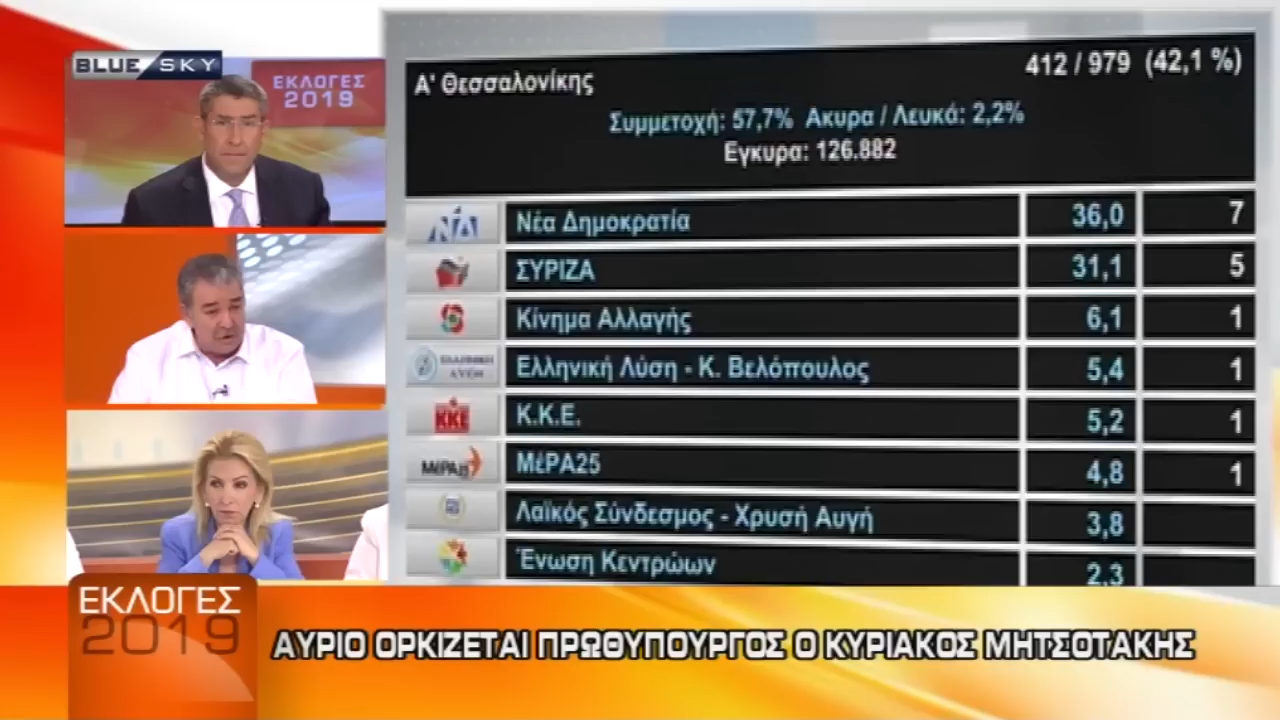 BLUE SKY
ΕΚΛΟΓΕΣ
2019
Α' Θεσσαλονίκης
412 / 979 (42,1 %)
Συμμετοχή: 57,7% Ακυρα / Λευκά: 2,2%
Εγκυρα: 126.882
ΝΔ Νέα Δημοκρατία 36,0 7
ΣΥΡΙΖΑ 31,1 5
Κίνημα Αλλαγής 6,1 1
ΕΛΛΗΝΙΚΗ ΛΥΣΗ Ελληνική Λύση - Κ. Βελόπουλος 5,4 1
ΚΚΕ Κ.Κ.Ε. 5,2 1
ΜέΡΑ25 ΜέΡΑ25 4,8 1
Λαϊκός Σύνδεσμος - Χρυσή Αυγή 3,8
Ένωση Κεντρώων 2,3
ΕΚΛΟΓΕΣ
2019
ΑΥΡΙΟ ΟΡΚΙΖΕΤΑΙ ΠΡΩΘΥΠΟΥΡΓΟΣ Ο ΚΥΡΙΑΚΟΣ ΜΗΤΣΟΤΑΚΗΣ